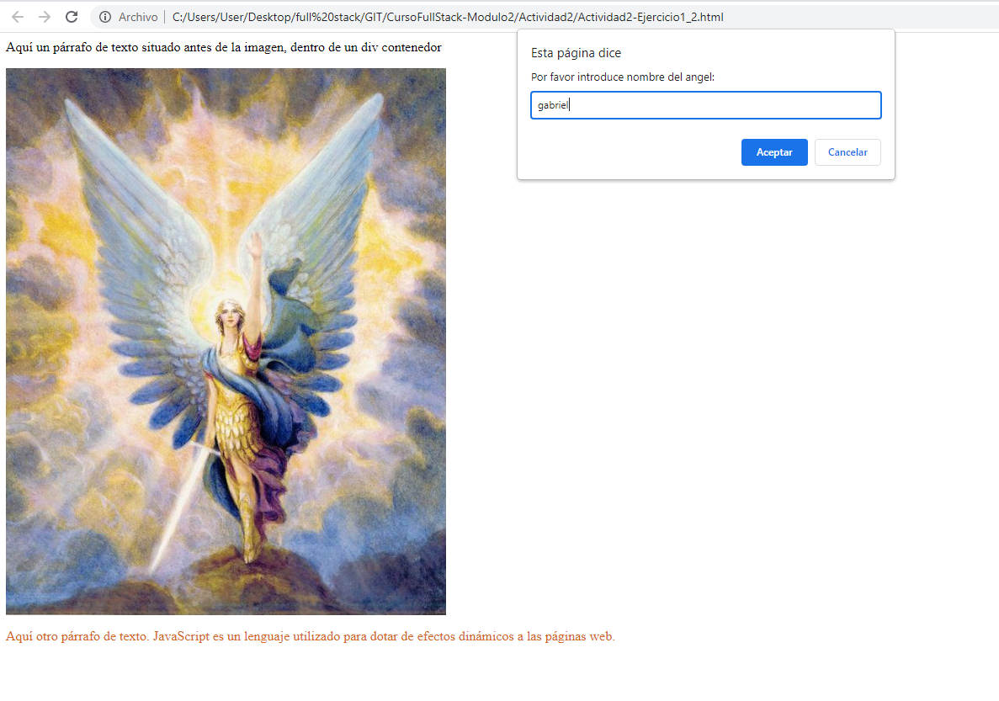 Archivo C:/Users/User/Desktop/full%20stack/GIT/CursoFullStack-Modulo2/Actividad2/Actividad2-Ejercicio1_2.html
Aquí un párrafo de texto situado antes de la imagen, dentro de un div contenedor
Esta página dice
Por favor introduce nombre del angel:
gabriel
Aceptar Cancelar
Aquí otro párrafo de texto. JavaScript es un lenguaje utilizado para dotar de efectos dinámicos a las páginas web.